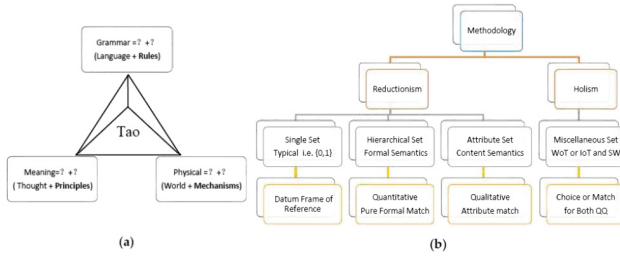 Grammar =? +?
(Language + Rules)
Tao
Meaning=? +?
( Thought + Principles)
Physical =? +?
(World + Mechanisms)
(a)
Methodology
Reductionism
Holism
Single Set
Typical i.e. {0,1}
Hierarchical Set
Formal Semantics
Attribute Set
Content Semantics
Miscellaneous Set
WoT or IoT and SW
Datum Frame of
Reference
Quantitative
Pure Formal Match
Qualitative
Attribute match
Choice or Match
for Both QQ
(b)